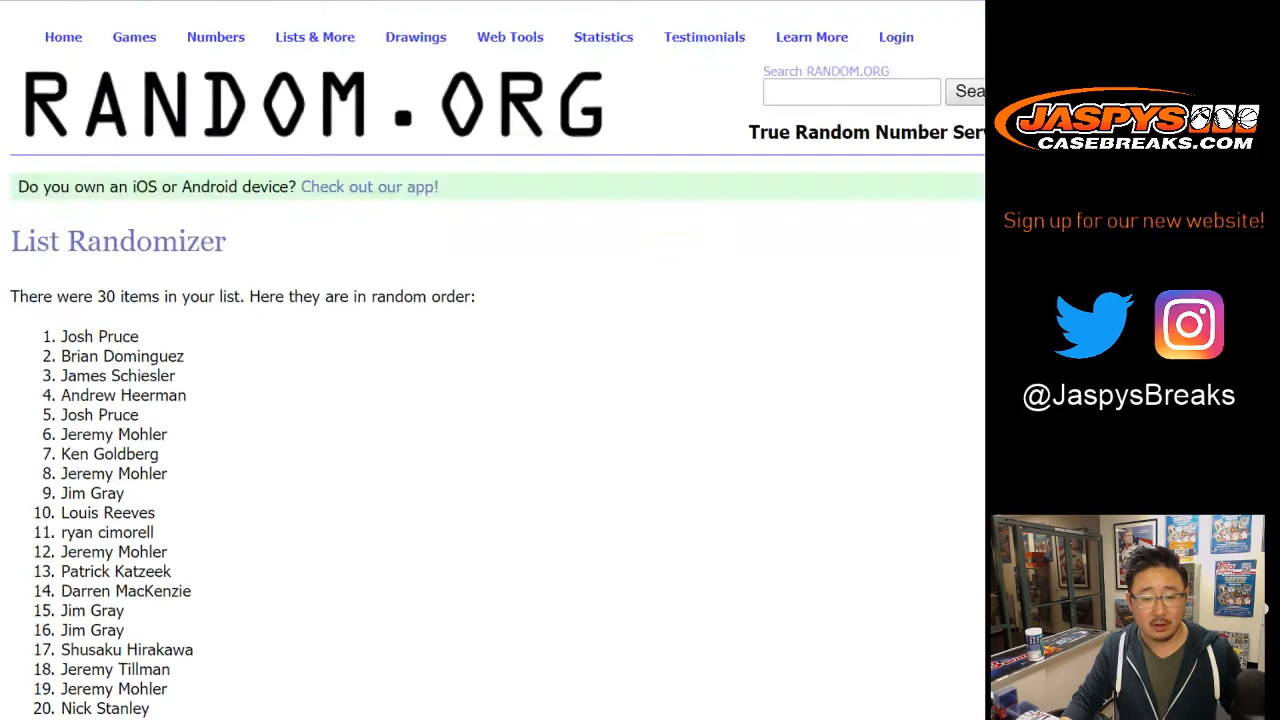 Home Games Numbers Lists & More Drawings Web Tools Statistics Testimonials Learn More Login
RANDOM.ORG
Search RANDOM.ORG
Sea
True Random Number Serv
Do you own an iOS or Android device? Check out our app!
List Randomizer
There were 30 items in your list. Here they are in random order:
1. Josh Pruce
2. Brian Dominguez
3. James Schiesler
4. Andrew Heerman
5. Josh Pruce
6. Jeremy Mohler
7. Ken Goldberg
8. Jeremy Mohler
9. Jim Gray
10. Louis Reeves
11. ryan cimorell
12. Jeremy Mohler
13. Patrick Katzeek
14. Darren MacKenzie
15. Jim Gray
16. Jim Gray
17. Shusaku Hirakawa
18. Jeremy Tillman
19. Jeremy Mohler
20. Nick Stanley
JASPYS
CASEBREAKS.COM
Sign up for our new website!
@JaspysBreaks